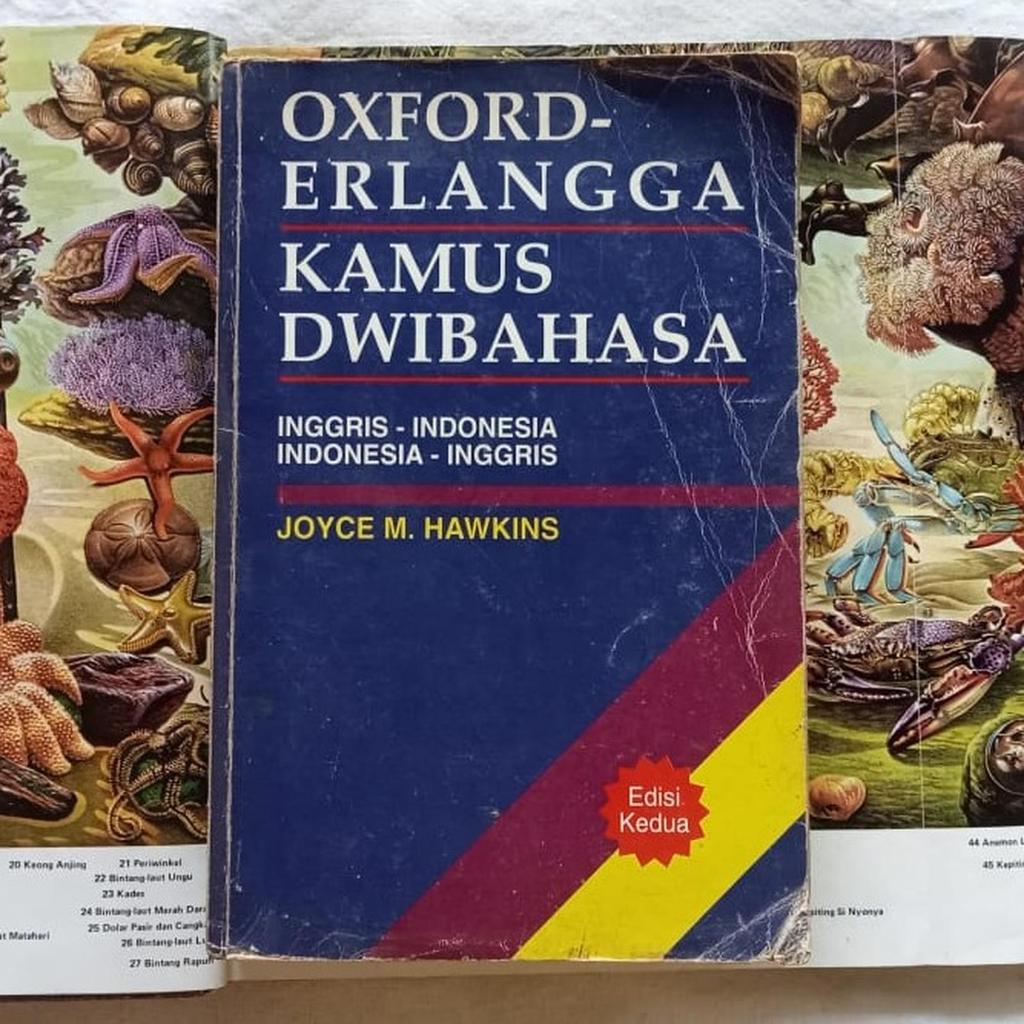 OXFORD-
ERLANGGA
KAMUS
DWIBAHASA
INGGRIS - INDONESIA
INDONESIA - INGGRIS
JOYCE M. HAWKINS
Edisi
Kedua
20 Keong Anjing
21 Periwinkel
22 Bintang-laut Ungu
23 Kades
24 Bintang-laut Merah
25 Dolar Pasir dan
26 Bintang-laut
27 Bintang
Matahari
44 Anemon
45
Si Nyonya